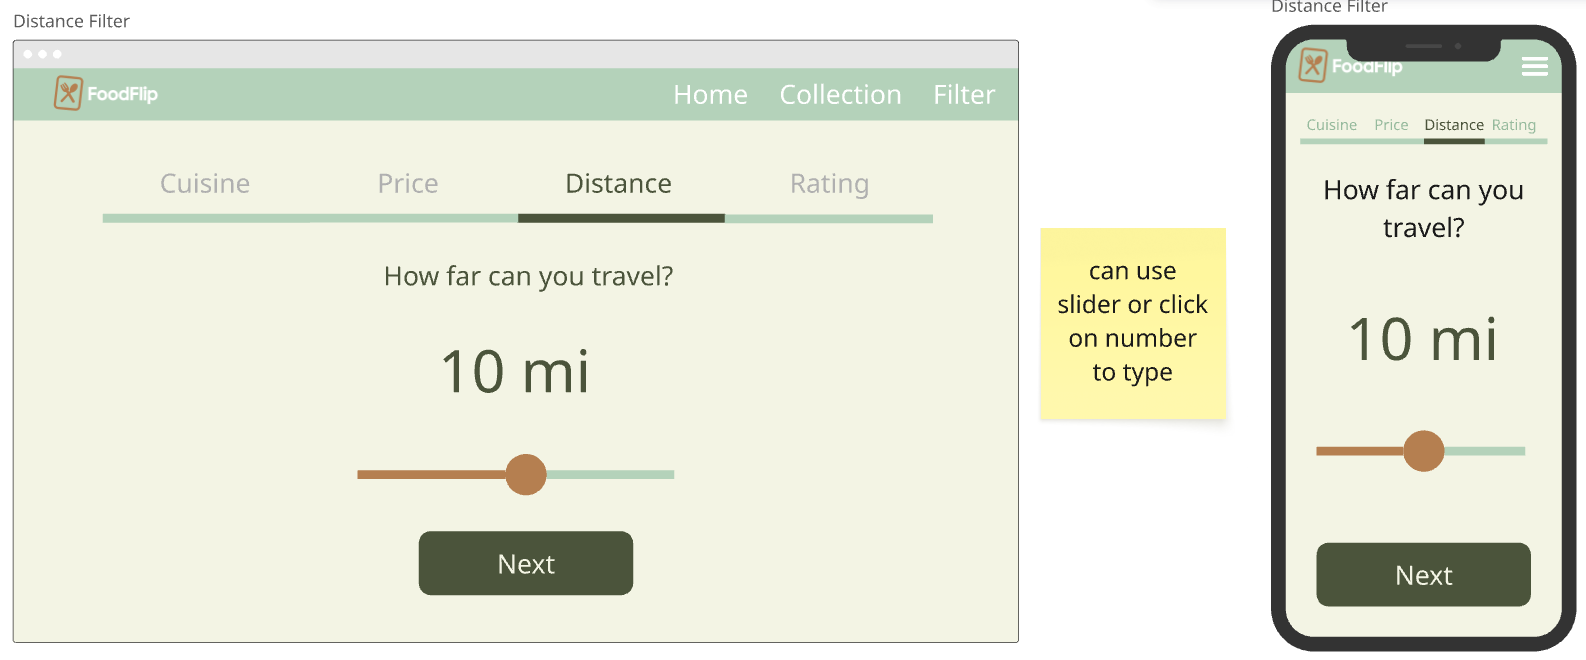 Distance Filter
FoodFlip
Home Collection Filter
Cuisine Price Distance Rating
How far can you travel?
10 mi
Next
can use
slider or click
on number
to type
Distance Filter
FoodFlip
Cuisine Price Distance Rating
How far can you
travel?
10 mi
Next